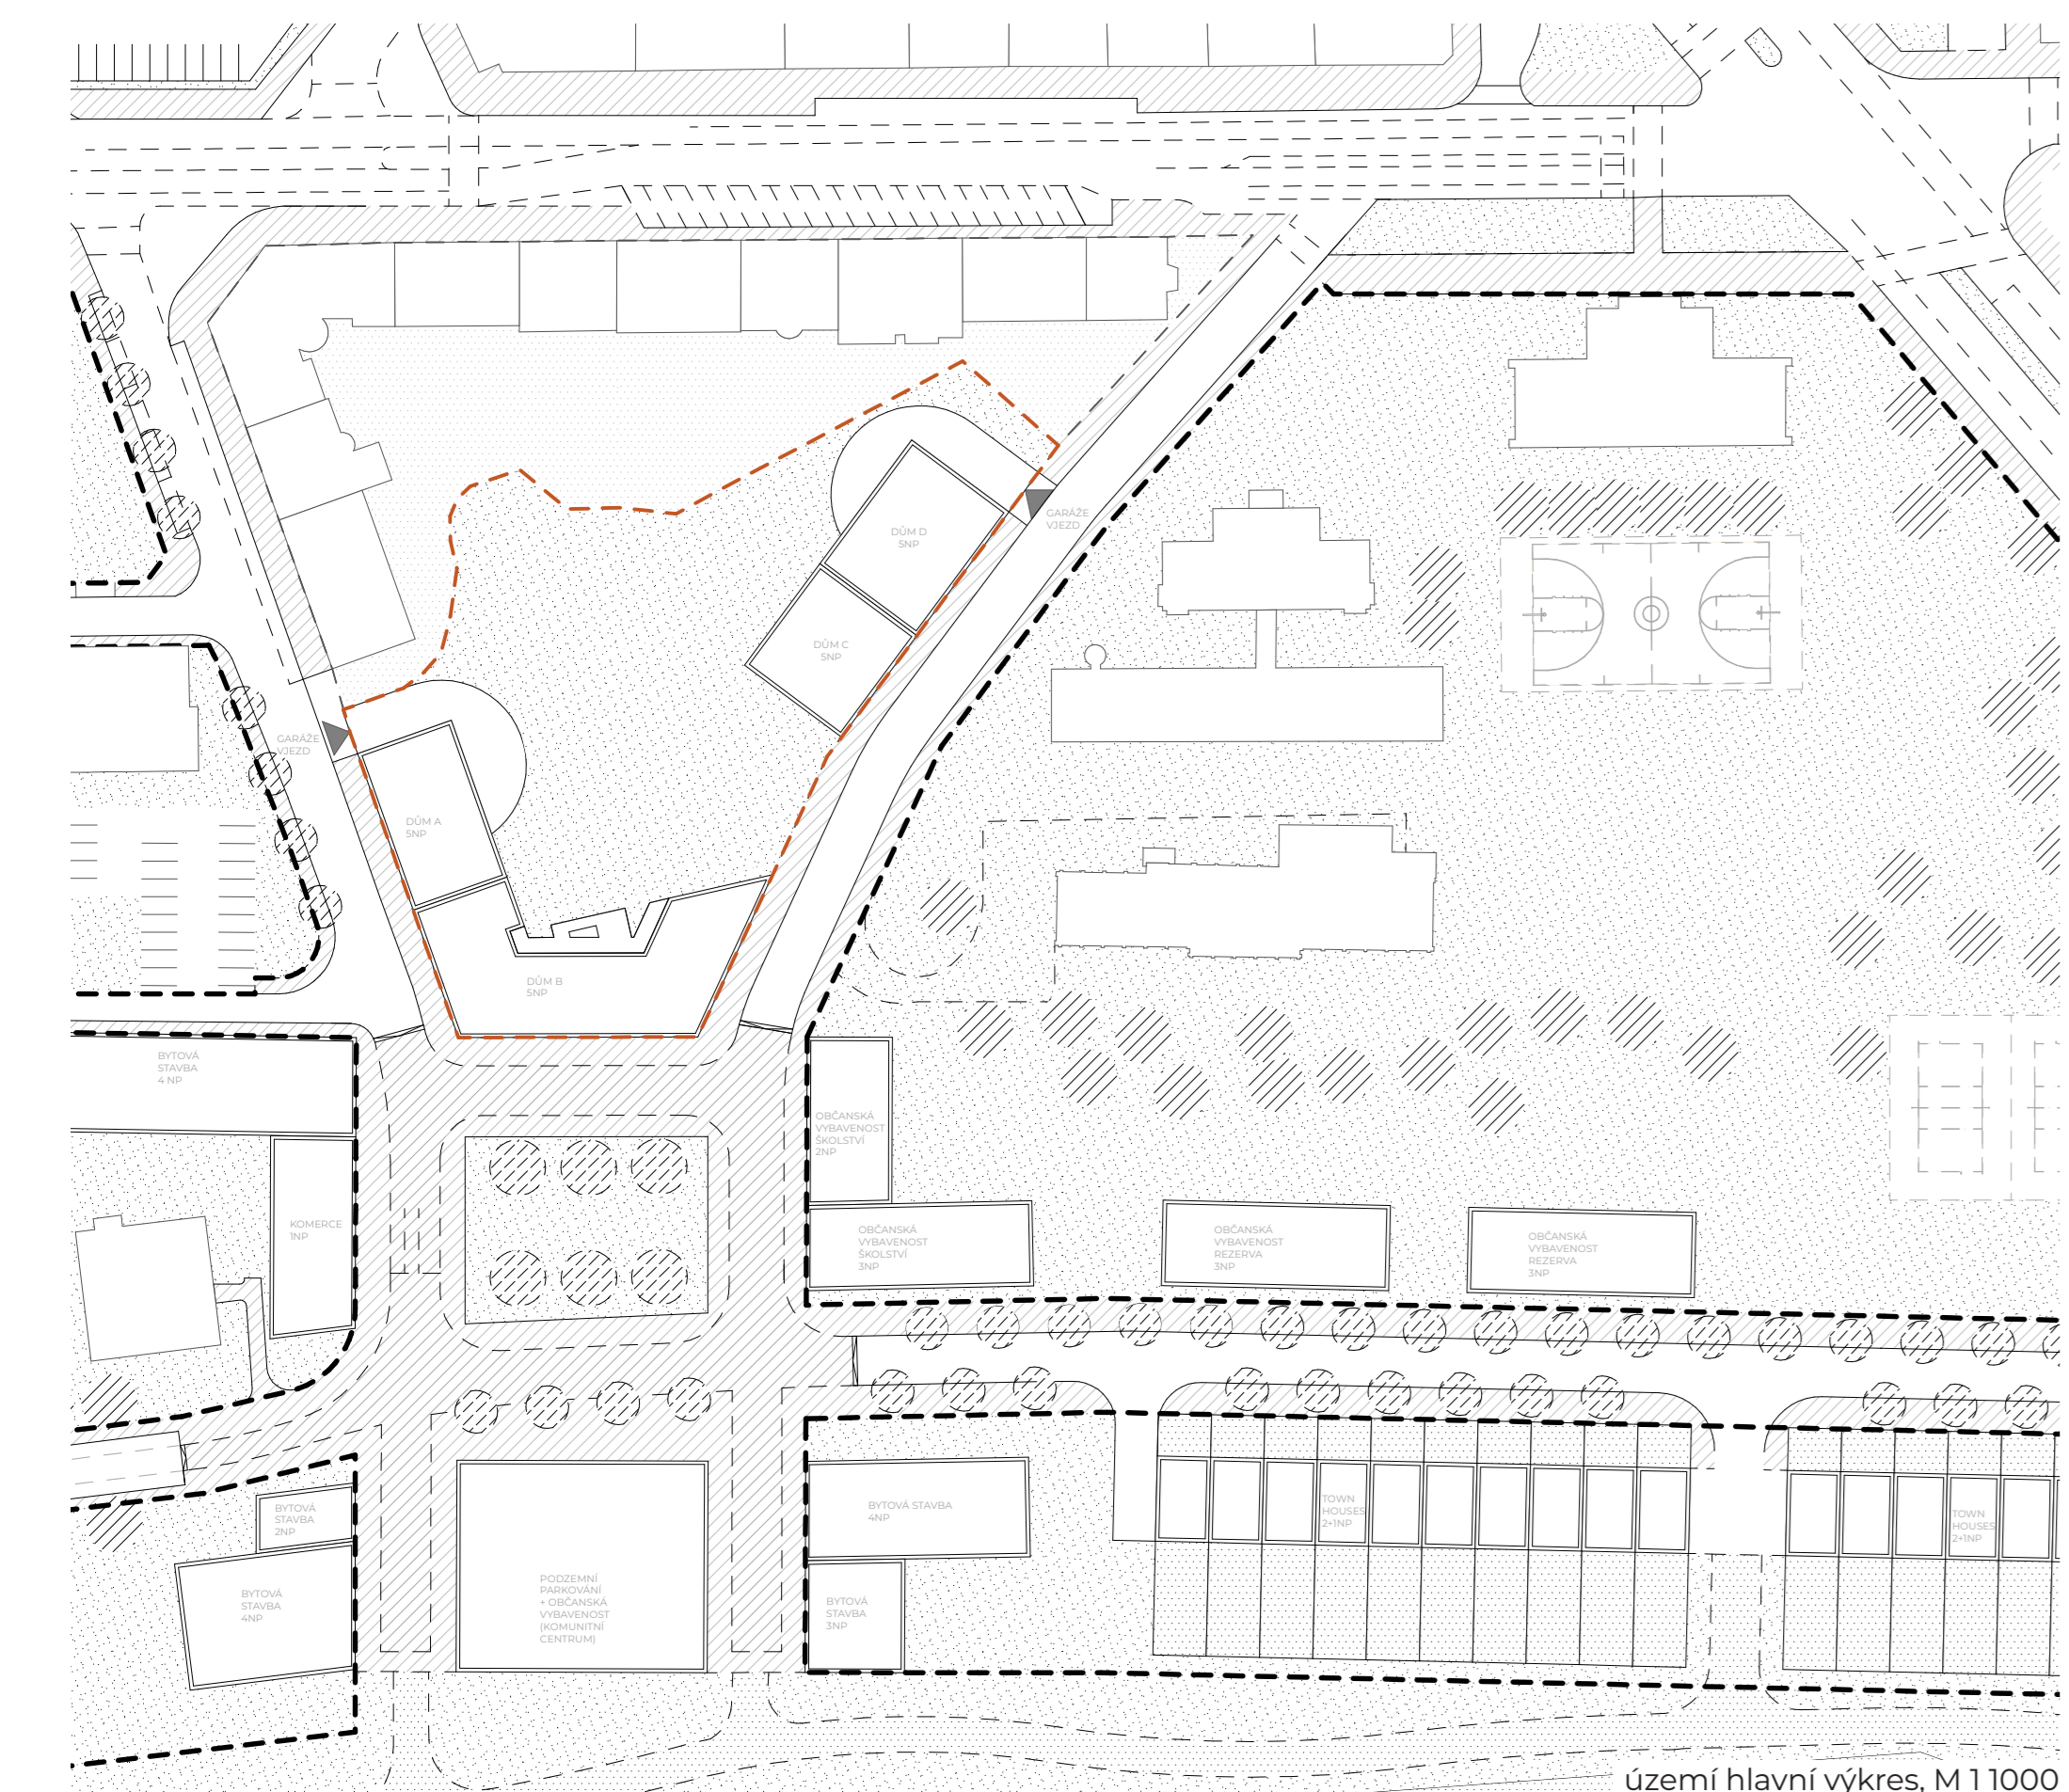 DŮM D
5NP
GARÁŽE
VJEZD
DŮM C
5NP
GARÁŽE
VJEZD
DŮM A
5NP
DŮM B
5NP
BYTOVÁ
STAVBA
4 NP
OBČANSKÁ
VYBAVENOST
ŠKOLSTVÍ
2NP
KOMERCE
1NP
OBČANSKÁ
VYBAVENOST
ŠKOLSTVÍ
3NP
OBČANSKÁ
VYBAVENOST
REZERVA
3NP
OBČANSKÁ
VYBAVENOST
REZERVA
3NP
BYTOVÁ
STAVBA
2NP
BYTOVÁ STAVBA
4NP
TOWN
HOUSES
2+1NP
TOWN
HOUSES
2+1NP
BYTOVÁ
STAVBA
4NP
PODZEMNÍ
PARKOVÁNÍ
+ OBČANSKÁ
VYBAVENOST
(KOMUNITNÍ
CENTRUM)
BYTOVÁ
STAVBA
3NP
území hlavní výkres, M 1 1000